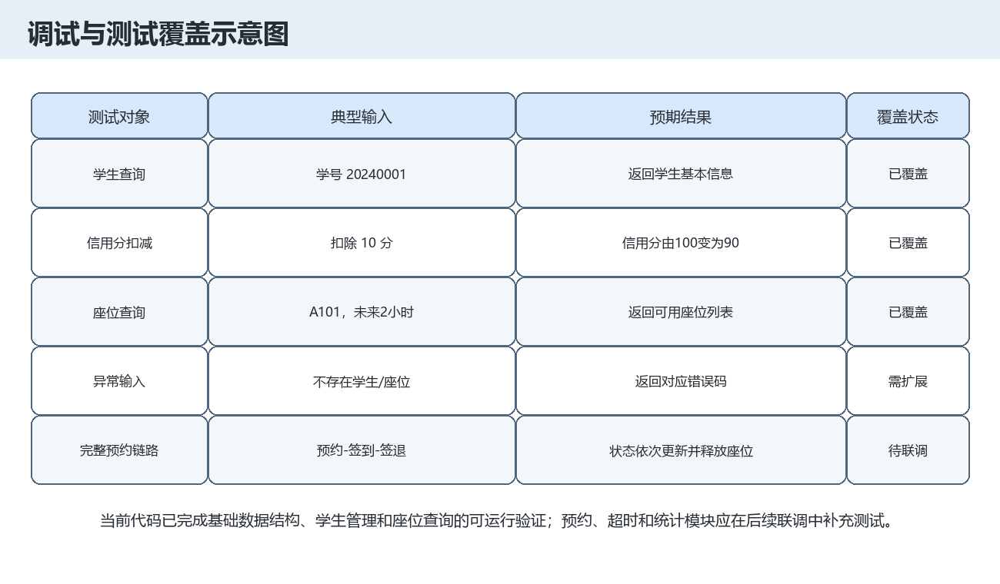 调试与测试覆盖示意图
测试对象 典型输入 预期结果 覆盖状态
学生查询 学号 20240001 返回学生基本信息 已覆盖
信用分扣减 扣除 10 分 信用分由100变为90 已覆盖
座位查询 A101，未来2小时 返回可用座位列表 已覆盖
异常输入 不存在学生/座位 返回对应错误码 需扩展
完整预约链路 预约-签到-签退 状态依次更新并释放座位 待联调
当前代码已完成基础数据结构、学生管理和座位查询的可运行验证；预约、超时和统计模块应在后续联调中补充测试。